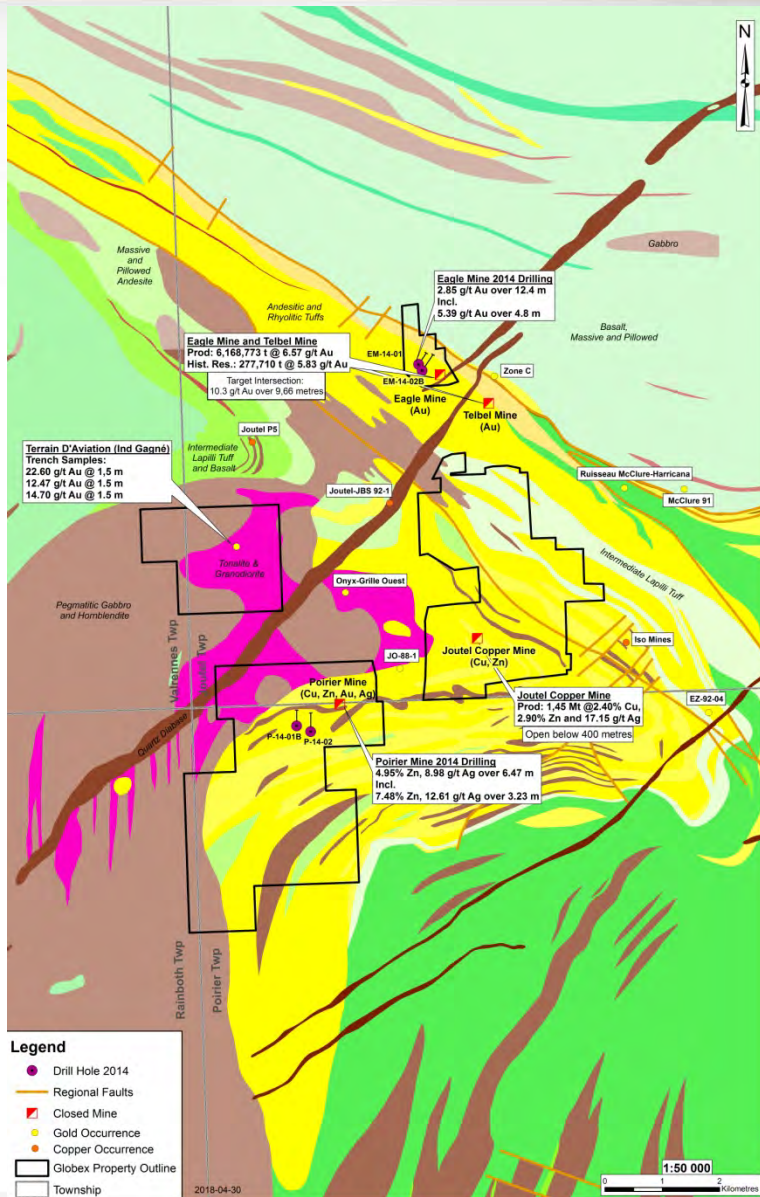 N
Massive
and
Pillowed
Andesite
Gabbro
Andesitic and
Rhyolitic Tuffs
Eagle Mine 2014 Drilling
2.85 g/t Au over 12.4 m
Incl.
5.39 g/t Au over 4.8 m
Basalt,
Massive and Pillowed
Eagle Mine and Telbel Mine
Prod: 6,168,773 t @ 6.57 g/t Au
Hist. Res.: 277,710 t @ 5.83 g/t Au
EM-14-01
EM-14-02B
Zone C
Target Intersection:
10.3 g/t Au over 9,66 metres
Eagle Mine
(Au)
Telbel Mine
(Au)
Joutel P5
Intermediate
Lapilli Tuff
and Basalt
Terrain D'Aviation (Ind Gagné)
Trench Samples:
22.60 g/t Au @ 1,5 m
12.47 g/t Au @ 1.5 m
14.70 g/t Au @ 1.5 m
Ruisseau McClure-Harricana
McClure 91
Joutel-JBS 92-1
Tonalite &
Granodiorite
Intermediate Lapilli Tuff
Onyx-Grille Ouest
Pegmatitic Gabbro
and Hornblendite
Valrennes Twp
Joutel Twp
Iso Mines
Joutel Copper Mine
(Cu, Zn)
JO-88-1
Poirier Mine
(Cu, Zn, Au, Ag)
Joutel Copper Mine
Prod: 1,45 Mt @2.40% Cu,
2.90% Zn and 17.15 g/t Ag
Open below 400 metres
EZ-92-04
P-14-01B
P-14-02
Quartz Diabase
Poirier Mine 2014 Drilling
4.95% Zn, 8.98 g/t Ag over 6.47 m
Incl.
7.48% Zn, 12.61 g/t Ag over 3.23 m
Rainboth Twp
Poirier Twp
Legend
Drill Hole 2014
Regional Faults
Closed Mine
Gold Occurrence
Copper Occurrence
Globex Property Outline
Township
2018-04-30
1:50 000
0 1 2
Kilometres